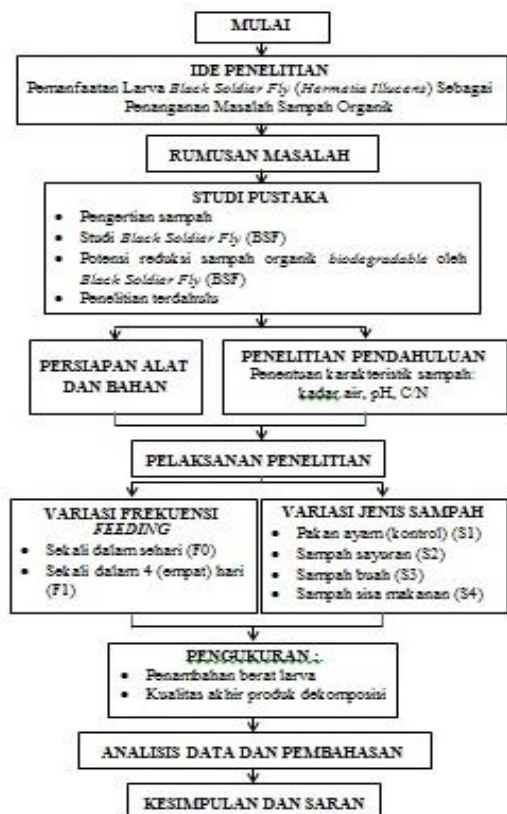 MULAI
IDE PENELITIAN
Pemanfaatan Larva Black Soldier Fly (Hermetia Illucens) Sebagai
Penanganan Masalah Sampah Organik
RUMUSAN MASALAH
STUDI PUSTAKA
• Pengertian sampah
• Studi Black Soldier Fly (BSF)
• Potensi reduksi sampah organik biodegradable oleh
Black Soldier Fly (BSF)
• Penelitian terdahulu
PERSIAPAN ALAT
DAN BAHAN
PENELITIAN PENDAHULUAN
Penentuan karakteristik sampah:
kadar air, pH, C/N
PELAKSANAN PENELITIAN
VARIASI FREKUENSI
FEEDING
• Sekali dalam sehari (F0)
• Sekali dalam 4 (empat) hari
(F1)
VARIASI JENIS SAMPAH
• Pakan ayam (kontrol) (S1)
• Sampah sayuran (S2)
• Sampah buah (S3)
• Sampah sisa makanan (S4)
PENGUKURAN :
• Penambahan berat larva
• Kualitas akhir produk dekomposisi
ANALISIS DATA DAN PEMBAHASAN
KESIMPULAN DAN SARAN